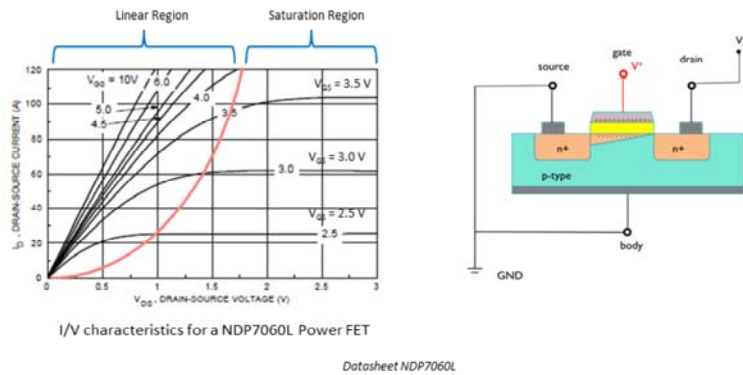 Linear Region
Saturation Region
120
100
80
60
40
20
0
I_D, DRAIN-SOURCE CURRENT (A)
V_GS = 10V
6.0
5.0
4.5
4.0
3.5
3.0
2.5
V_GS = 3.5 V
V_GS = 3.0 V
V_GS = 2.5 V
0
0.5
1
1.5
2
2.5
3
V_DS, DRAIN-SOURCE VOLTAGE (V)
I/V characteristics for a NDP7060L Power FET
gate
V⁺
source
drain
V
n+
n+
p-type
body
GND
Datasheet NDP7060L